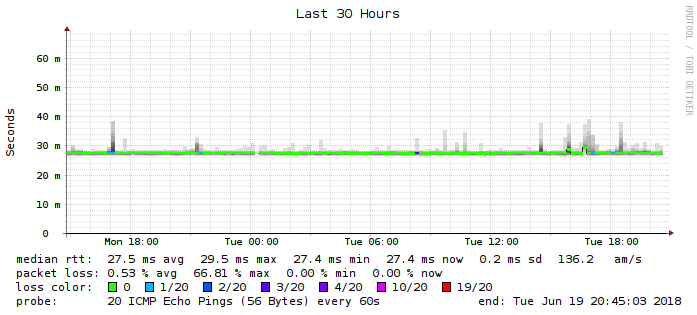 Last 30 Hours
RRDTOOL / TOBI OETIKER
Seconds
60 m
50 m
40 m
30 m
20 m
10 m
0
Mon 18:00 Tue 00:00 Tue 06:00 Tue 12:00 Tue 18:00
median rtt: 27.5 ms avg 29.5 ms max 27.4 ms min 27.4 ms now 0.2 ms sd 136.2 am/s
packet loss: 0.53 % avg 66.81 % max 0.00 % min 0.00 % now
loss color: 0 1/20 2/20 3/20 4/20 10/20 19/20
probe: 20 ICMP Echo Pings (56 Bytes) every 60s end: Tue Jun 19 20:45:03 2018